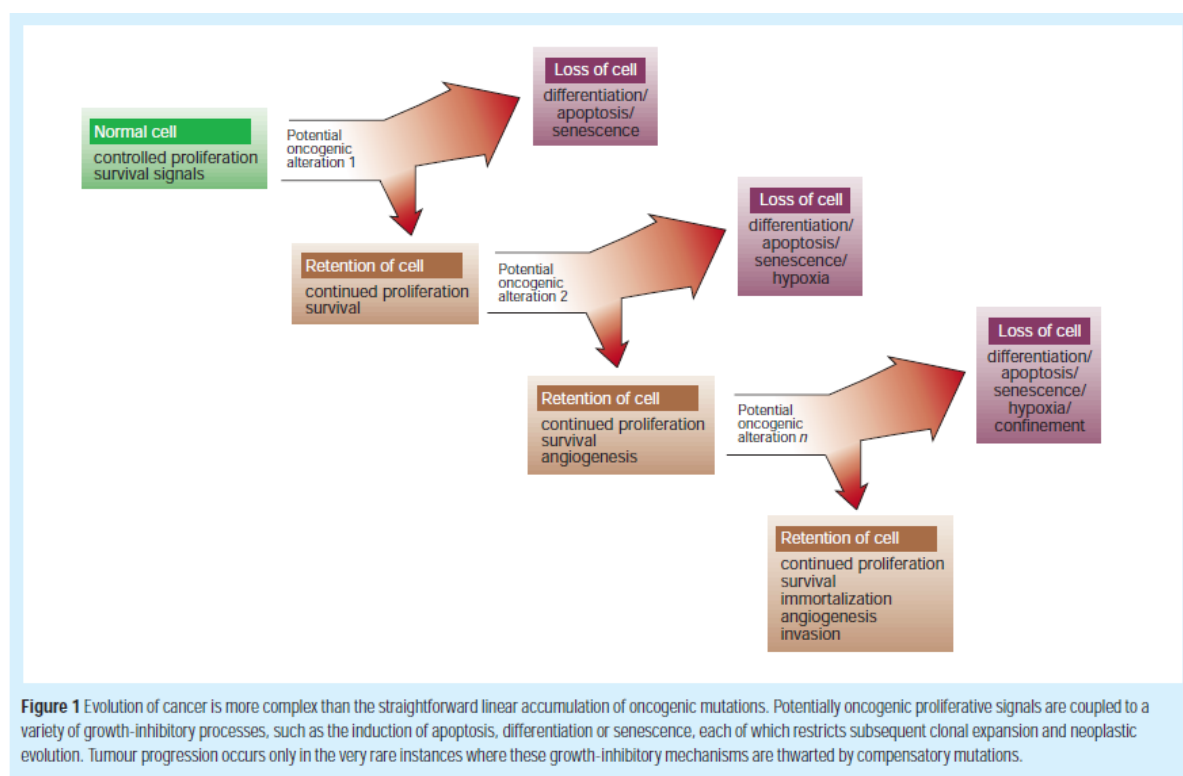 Loss of cell
differentiation/
apoptosis/
senescence
Normal cell
controlled proliferation
survival signals
Potential
oncogenic
alteration 1
Loss of cell
differentiation/
apoptosis/
senescence/
hypoxia
Retention of cell
continued proliferation
survival
Potential
oncogenic
alteration 2
Loss of cell
differentiation/
apoptosis/
senescence/
hypoxia/
confinement
Retention of cell
continued proliferation
survival
angiogenesis
Potential
oncogenic
alteration n
Retention of cell
continued proliferation
survival
immortalization
angiogenesis
invasion
Figure 1 Evolution of cancer is more complex than the straightforward linear accumulation of oncogenic mutations. Potentially oncogenic proliferative signals are coupled to a
variety of growth-inhibitory processes, such as the induction of apoptosis, differentiation or senescence, each of which restricts subsequent clonal expansion and neoplastic
evolution. Tumour progression occurs only in the very rare instances where these growth-inhibitory mechanisms are thwarted by compensatory mutations.